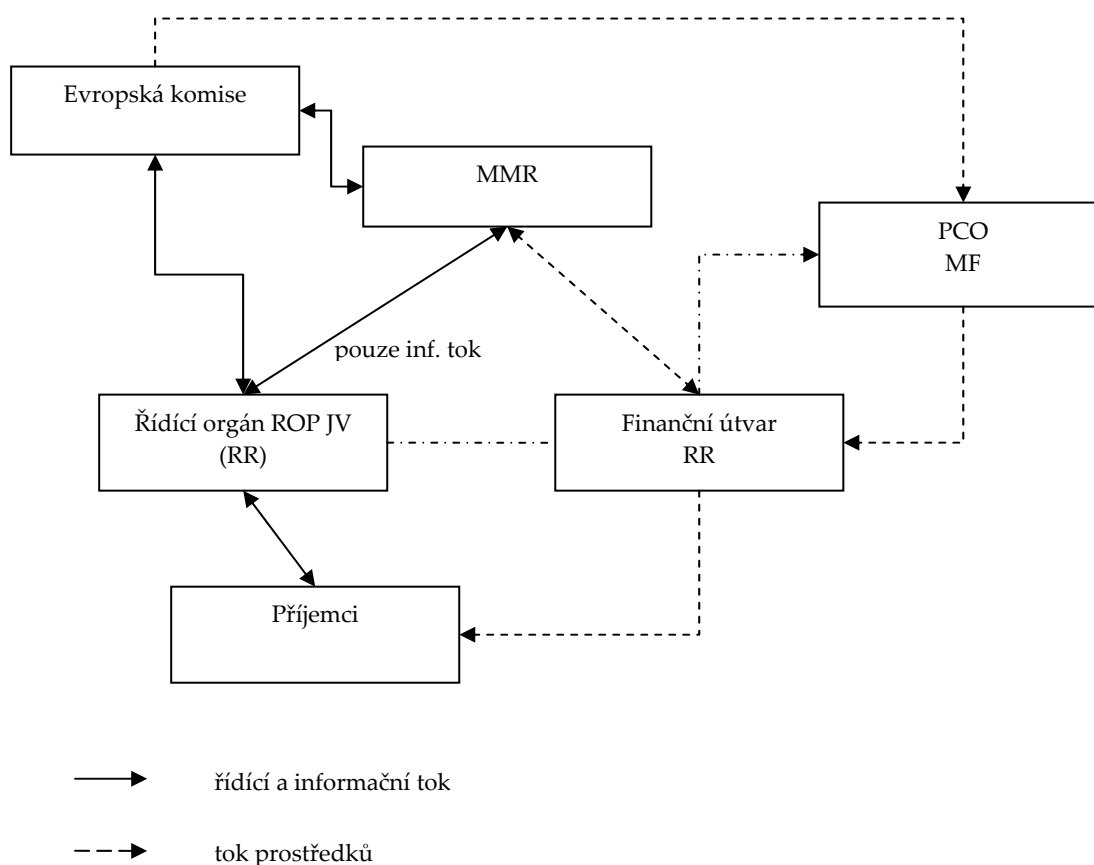 Evropská komise
MMR
PCO
MF
pouze inf. tok
Řídící orgán ROP JV
(RR)
Finanční útvar
RR
Příjemci
řídící a informační tok
tok prostředků